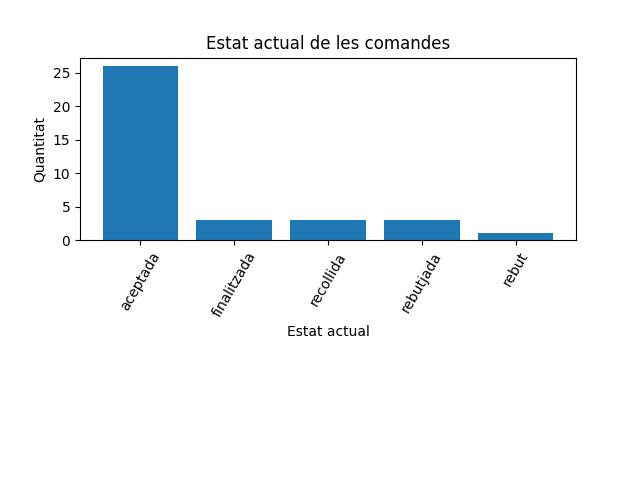 Estat actual de les comandes
Quantitat
25
20
15
10
5
0
aceptada
finalitzada
recollida
rebutjada
rebut
Estat actual